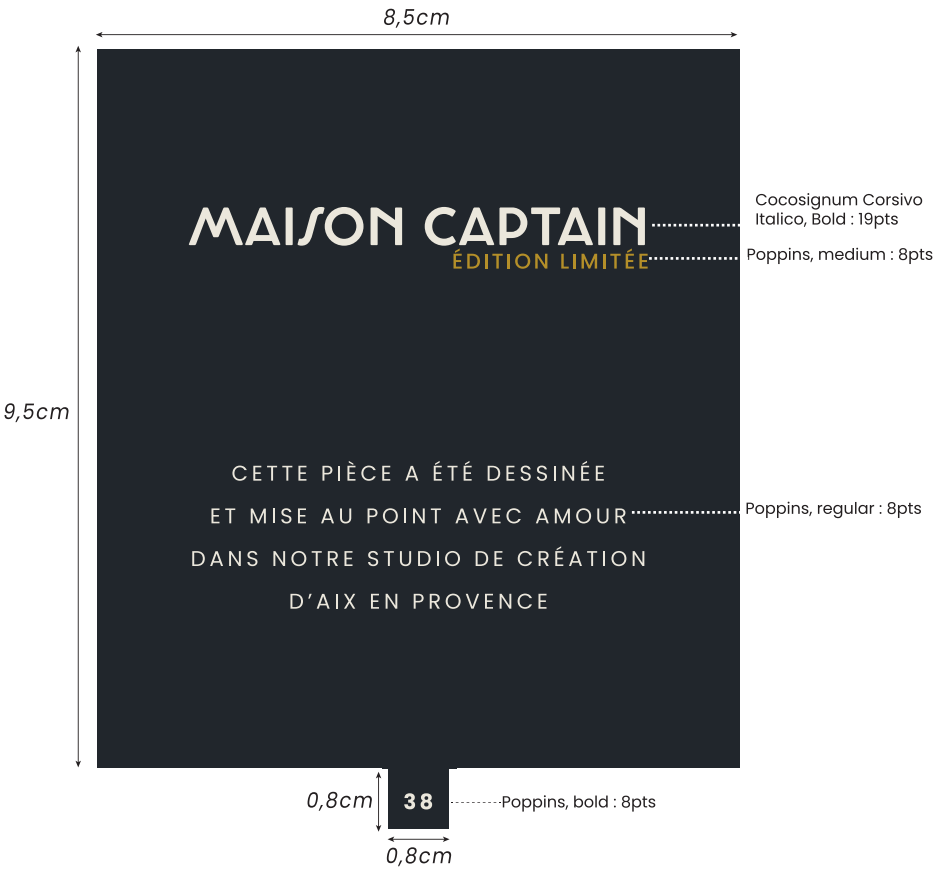 8,5cm
MAISON CAPTAIN
Cocosignum Corsivo
Italico, Bold : 19pts
ÉDITION LIMITÉE
Poppins, medium : 8pts
9,5cm
CETTE PIÈCE A ÉTÉ DESSINÉE
ET MISE AU POINT AVEC AMOUR
Poppins, regular : 8pts
DANS NOTRE STUDIO DE CRÉATION
D’AIX EN PROVENCE
0,8cm
38
Poppins, bold : 8pts
0,8cm